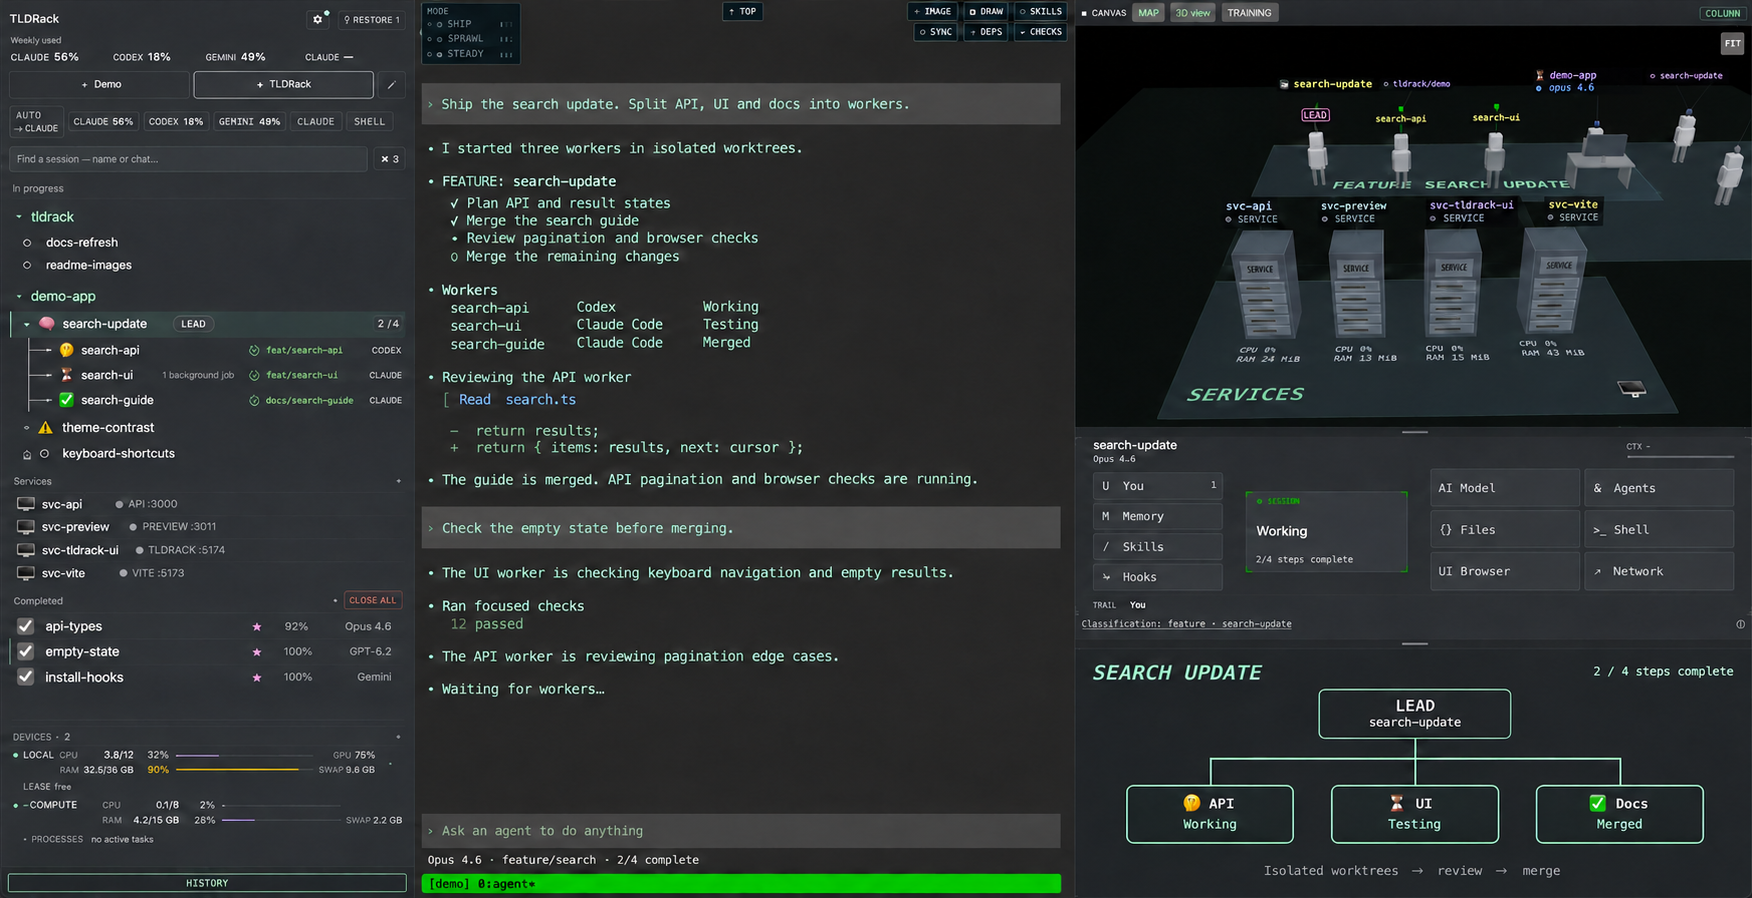 TLDRack
RESTORE 1
Weekly used
CLAUDE 56% CODEX 18% GEMINI 49% CLAUDE —
+ Demo
+ TLDRack
AUTO
→ CLAUDE
CLAUDE 56%
CODEX 18%
GEMINI 49%
CLAUDE
SHELL
Find a session — name or chat...
× 3
In progress
tldrack
docs-refresh
readme-images
demo-app
search-update LEAD 2/4
search-api feat/search-api CODEX
search-ui 1 background job feat/search-ui CLAUDE
search-guide docs/search-guide CLAUDE
theme-contrast
keyboard-shortcuts
Services +
svc-api API :3000
svc-preview PREVIEW :3011
svc-tldrack-ui TLDRACK :5174
svc-vite VITE :5173
Completed CLOSE ALL
api-types ★ 92% Opus 4.6
empty-state ★ 100% GPT-6.2
install-hooks ★ 100% Gemini
DEVICES · 2
LOCAL CPU 3.8/12 32% GPU 75%
RAM 32.5/36 GB 90% SWAP 9.6 GB
LEASE free
COMPUTE CPU 0.1/8 2%
RAM 4.2/15 GB 28% SWAP 2.2 GB
PROCESSES no active tasks
HISTORY
MODE
SHIP
SPRAWL
STEADY
↑ TOP
+ IMAGE
DRAW
SKILLS
SYNC
DEPS
CHECKS
› Ship the search update. Split API, UI and docs into workers.
• I started three workers in isolated worktrees.
• FEATURE: search-update
✓ Plan API and result states
✓ Merge the search guide
• Review pagination and browser checks
o Merge the remaining changes
• Workers
search-api Codex Working
search-ui Claude Code Testing
search-guide Claude Code Merged
• Reviewing the API worker
[ Read search.ts
- return results;
+ return { items: results, next: cursor };
• The guide is merged. API pagination and browser checks are running.
› Check the empty state before merging.
• The UI worker is checking keyboard navigation and empty results.
• Ran focused checks
12 passed
• The API worker is reviewing pagination edge cases.
• Waiting for workers…
› Ask an agent to do anything
Opus 4.6 · feature/search · 2/4 complete
[demo] 0:agent*
CANVAS
MAP
3D view
TRAINING
COLUMN
FIT
search-update
tldrack/demo
demo-app
opus 4.6
search-update
LEAD
search-api
search-ui
FEATURE SEARCH UPDATE
svc-api
SERVICE
svc-preview
SERVICE
svc-tldrack-ui
SERVICE
svc-vite
SERVICE
SERVICE
SERVICE
SERVICE
SERVICE
CPU 0%
RAM 24 MiB
CPU 0%
RAM 13 MiB
CPU 0%
RAM 15 MiB
CPU 0%
RAM 43 MiB
SERVICES
search-update
Opus 4.6
CTX -
U You 1
M Memory
/ Skills
Hooks
SESSION
Working
2/4 steps complete
AI Model
& Agents
{} Files
>_ Shell
UI Browser
↗ Network
TRAIL You
Classification: feature · search-update
SEARCH UPDATE
2 / 4 steps complete
LEAD
search-update
API
Working
UI
Testing
Docs
Merged
Isolated worktrees → review → merge